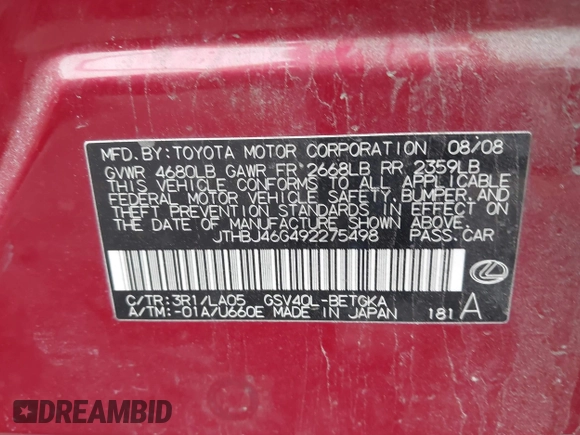 MFD. BY: TOYOTA MOTOR CORPORATION 08/08
GVWR 4680LB GAWR FR 2668LB RR 2359LB
THIS VEHICLE CONFORMS TO ALL APPLICABLE
FEDERAL MOTOR VEHICLE SAFETY, BUMPER, AND
THEFT PREVENTION STANDARDS IN EFFECT ON
THE DATE OF MANUFACTURE SHOWN ABOVE.
JTHBJ46G492275498 PASS. CAR
C/TR: 3R1/LA05 GSV40L-BETGKA
A/TM: -01A/U660E MADE IN JAPAN 181 A
DREAMBID